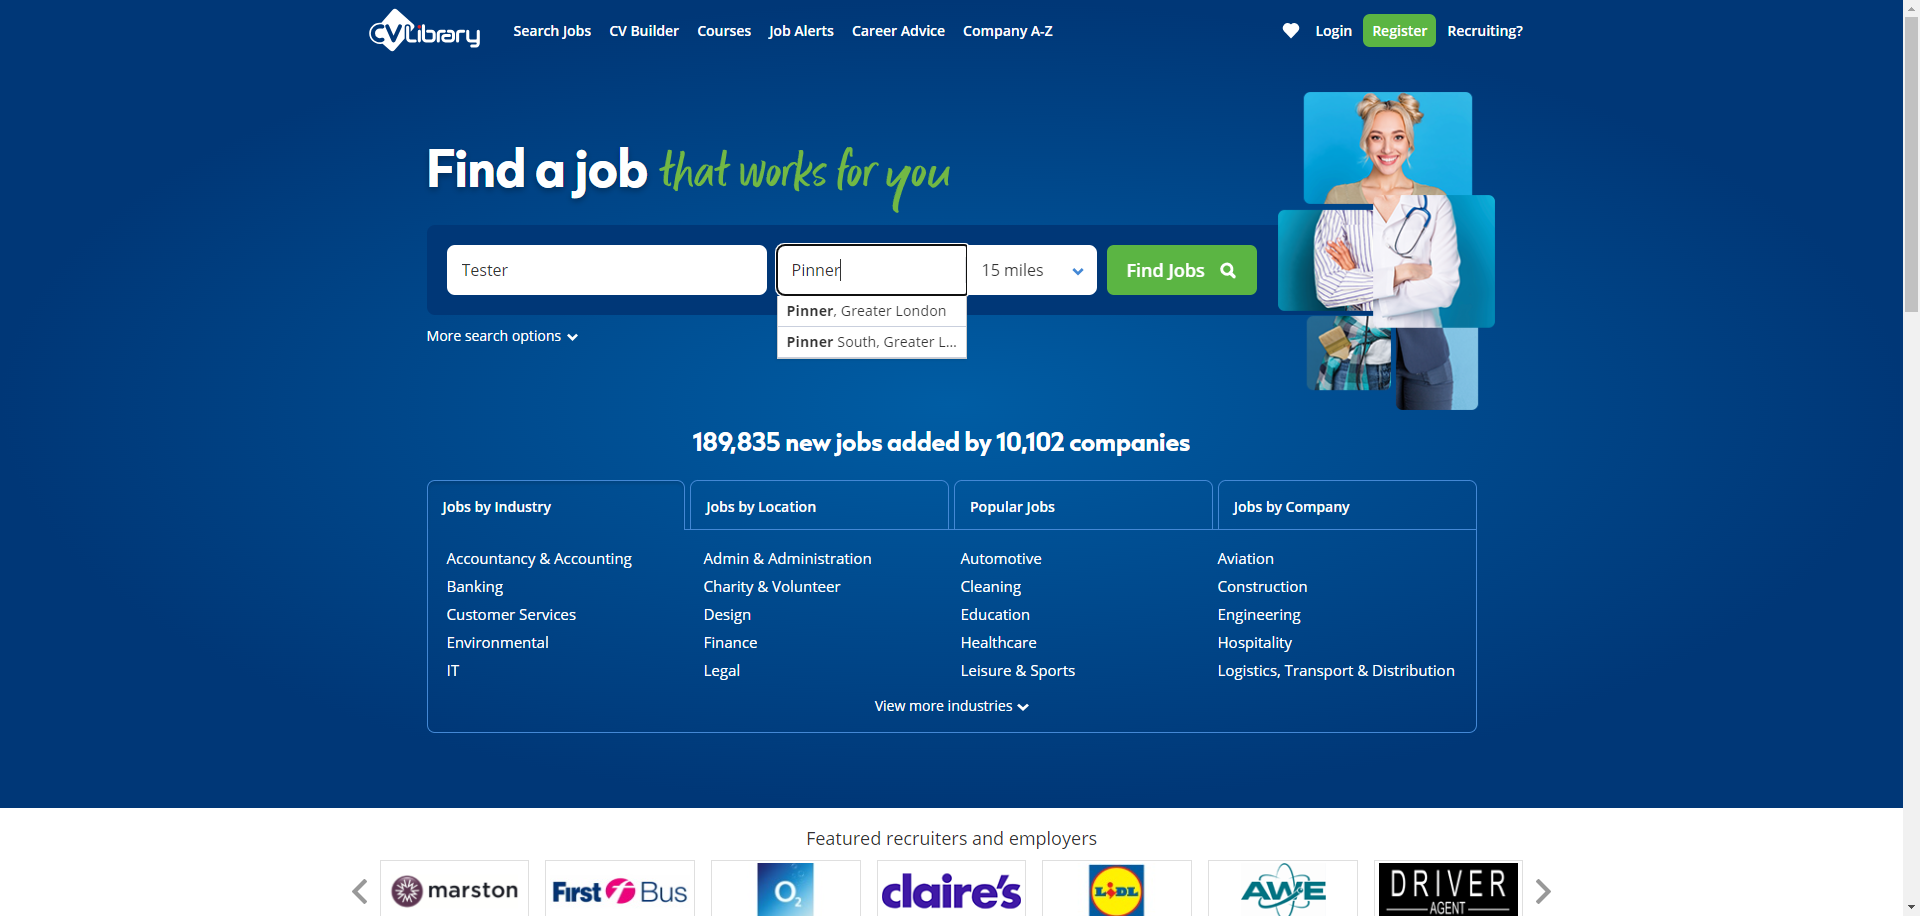 CVLibrary
Search Jobs
CV Builder
Courses
Job Alerts
Career Advice
Company A-Z
Login
Register
Recruiting?
Find a job that works for you
Tester
Pinner
15 miles
Find Jobs
Pinner, Greater London
Pinner South, Greater L...
More search options
189,835 new jobs added by 10,102 companies
Jobs by Industry
Jobs by Location
Popular Jobs
Jobs by Company
Accountancy & Accounting
Admin & Administration
Automotive
Aviation
Banking
Charity & Volunteer
Cleaning
Construction
Customer Services
Design
Education
Engineering
Environmental
Finance
Healthcare
Hospitality
IT
Legal
Leisure & Sports
Logistics, Transport & Distribution
View more industries
Featured recruiters and employers
marston
First Bus
O2
claire's
LIDL
AWE
DRIVER
AGENT